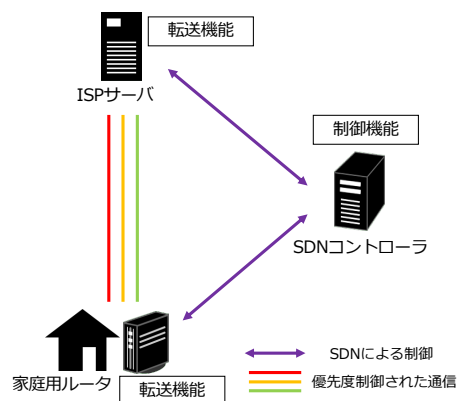 転送機能
ISPサーバ
制御機能
SDNコントローラ
家庭用ルータ
転送機能
SDNによる制御
優先度制御された通信